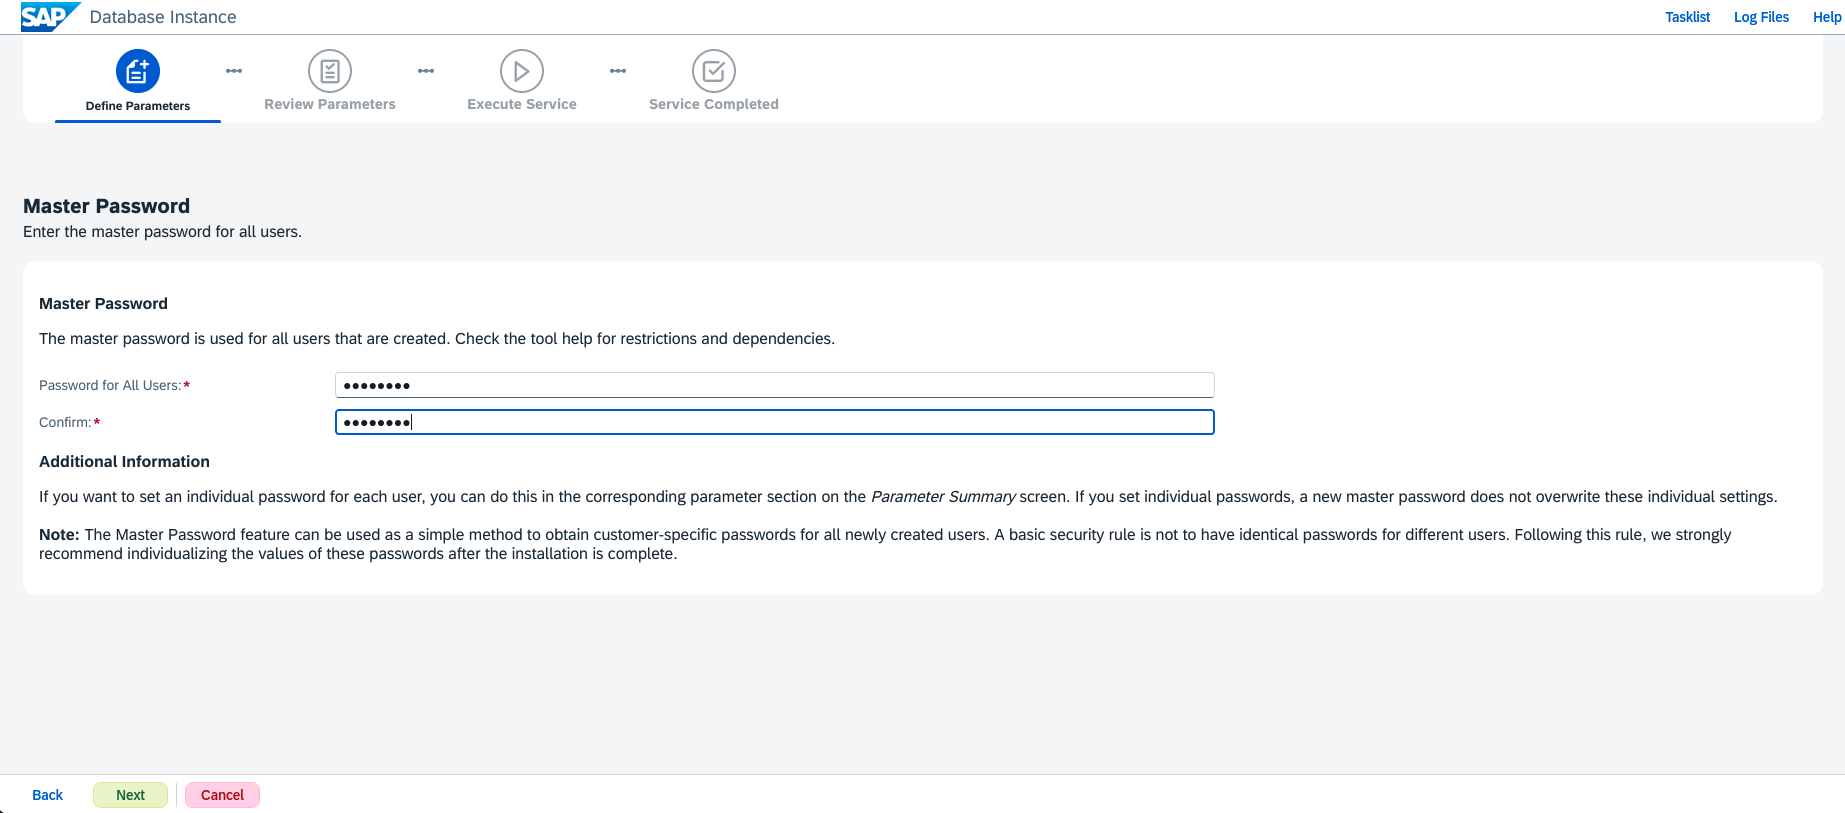 SAP Database Instance Tasklist Log Files Help
Define Parameters Review Parameters Execute Service Service Completed
Master Password
Enter the master password for all users.
Master Password
The master password is used for all users that are created. Check the tool help for restrictions and dependencies.
Password for All Users:* ••••••••
Confirm:* ••••••••
Additional Information
If you want to set an individual password for each user, you can do this in the corresponding parameter section on the Parameter Summary screen. If you set individual passwords, a new master password does not overwrite these individual settings.
Note: The Master Password feature can be used as a simple method to obtain customer-specific passwords for all newly created users. A basic security rule is not to have identical passwords for different users. Following this rule, we strongly
recommend individualizing the values of these passwords after the installation is complete.
Back Next Cancel